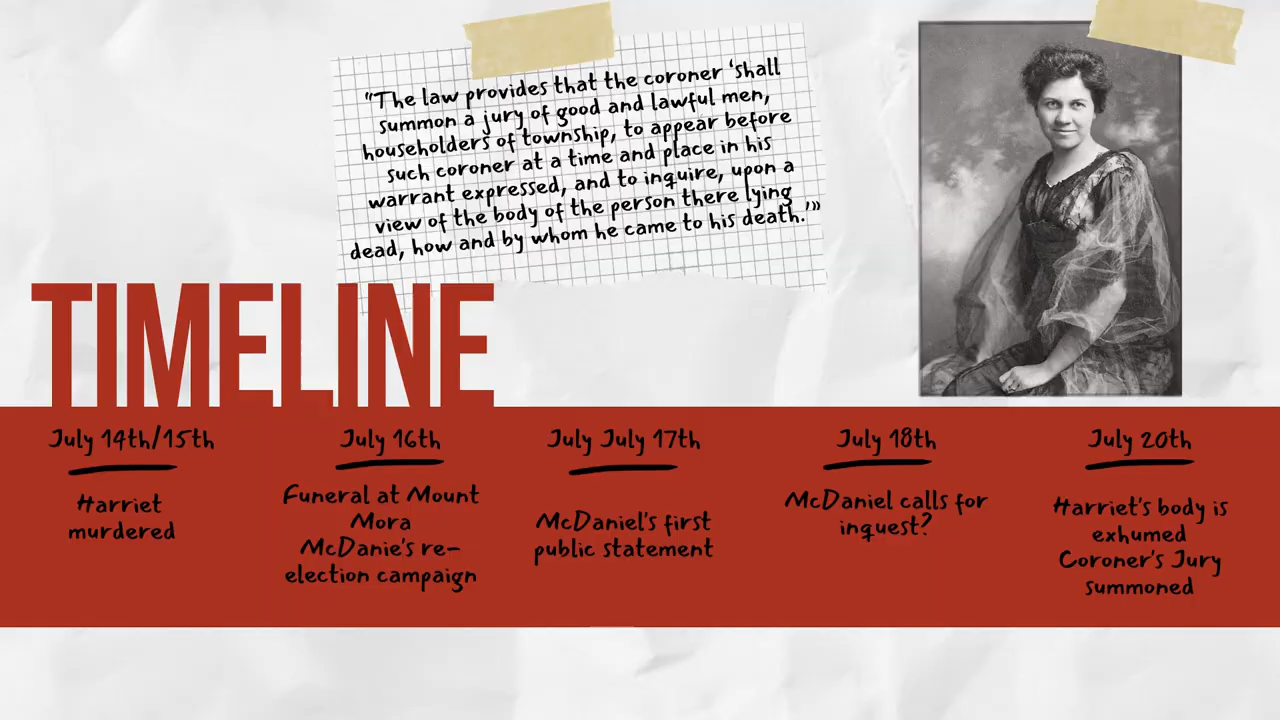 "The law provides that the coroner 'shall
summon a jury of good and lawful men,
householders of township, to appear before
such coroner at a time and place in his
warrant expressed, and to inquire, upon a
view of the body of the person there lying
dead, how and by whom he came to his death.'"
TIMELINE
July 14th/15th
Harriet
murdered
July 16th
Funeral at Mount
Mora
McDanie's re-
election campaign
July July 17th
McDaniel's first
public statement
July 18th
McDaniel calls for
inquest?
July 20th
Harriet's body is
exhumed
Coroner's Jury
summoned